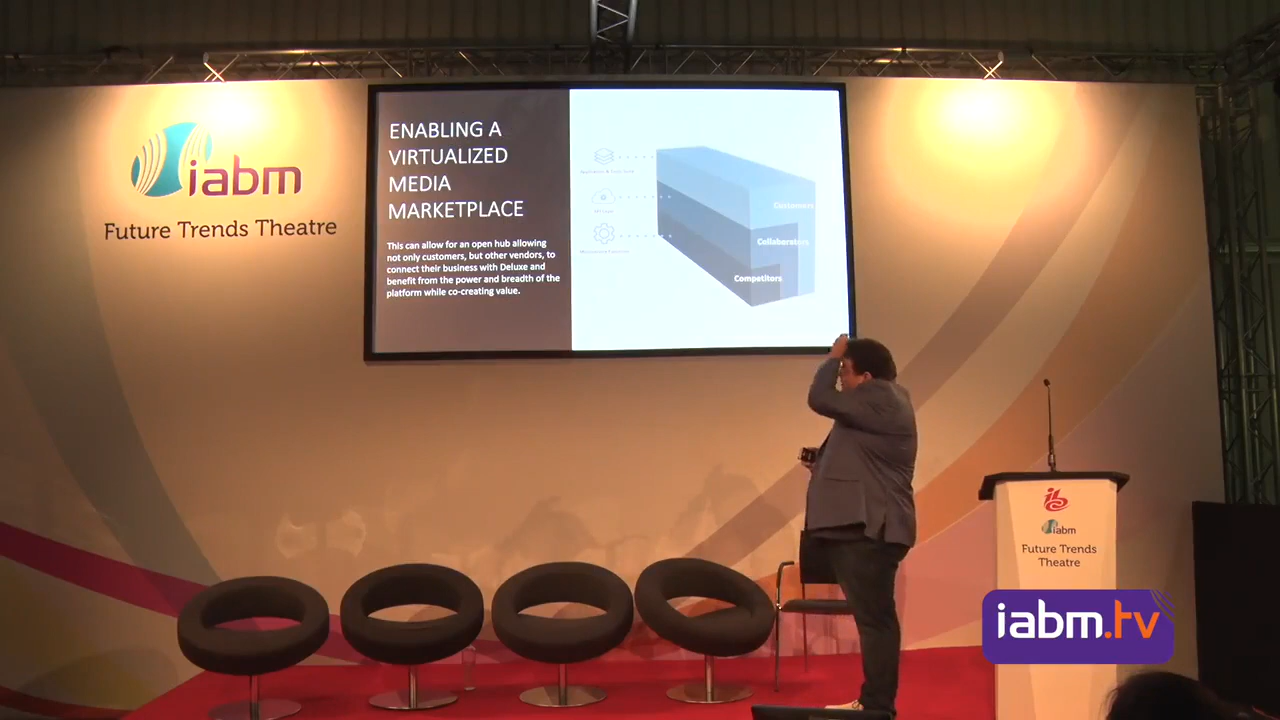 iabm
Future Trends Theatre
ENABLING A
VIRTUALIZED
MEDIA
MARKETPLACE
This can allow for an open hub allowing
not only customers, but other vendors, to
connect their business with Deluxe and
benefit from the power and breadth of the
platform while co-creating value.
Customers
Collaborators
Competitors
iabm
Future Trends
Theatre
iabm.tv